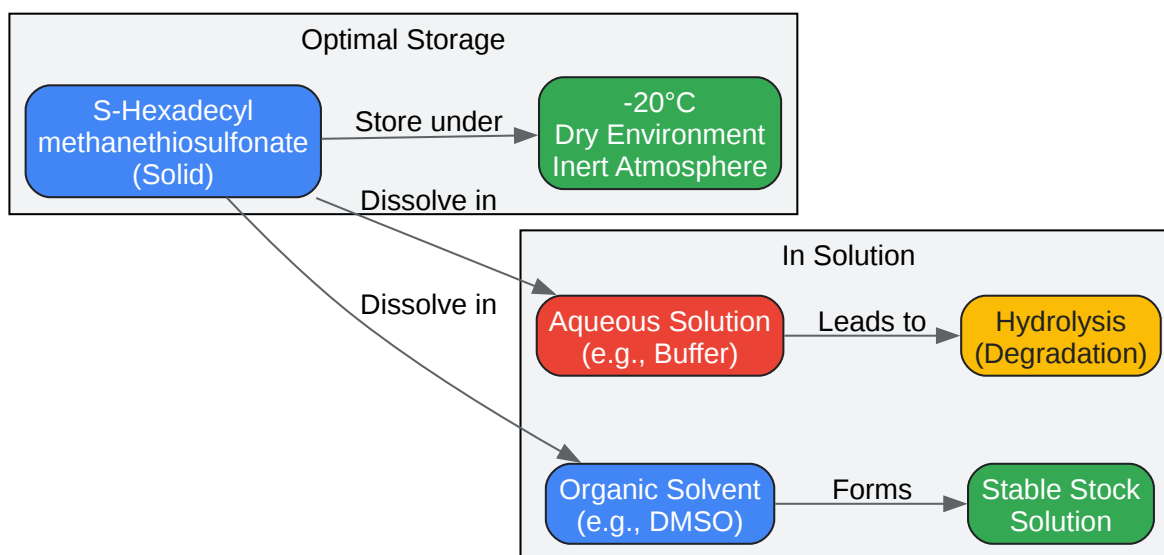 Optimal Storage
S-Hexadecyl
methanethiosulfonate
(Solid)
Store under
-20°C
Dry Environment
Inert Atmosphere
Dissolve in
In Solution
Dissolve in
Aqueous Solution
(e.g., Buffer)
Leads to
Hydrolysis
(Degradation)
Organic Solvent
(e.g., DMSO)
Forms
Stable Stock
Solution